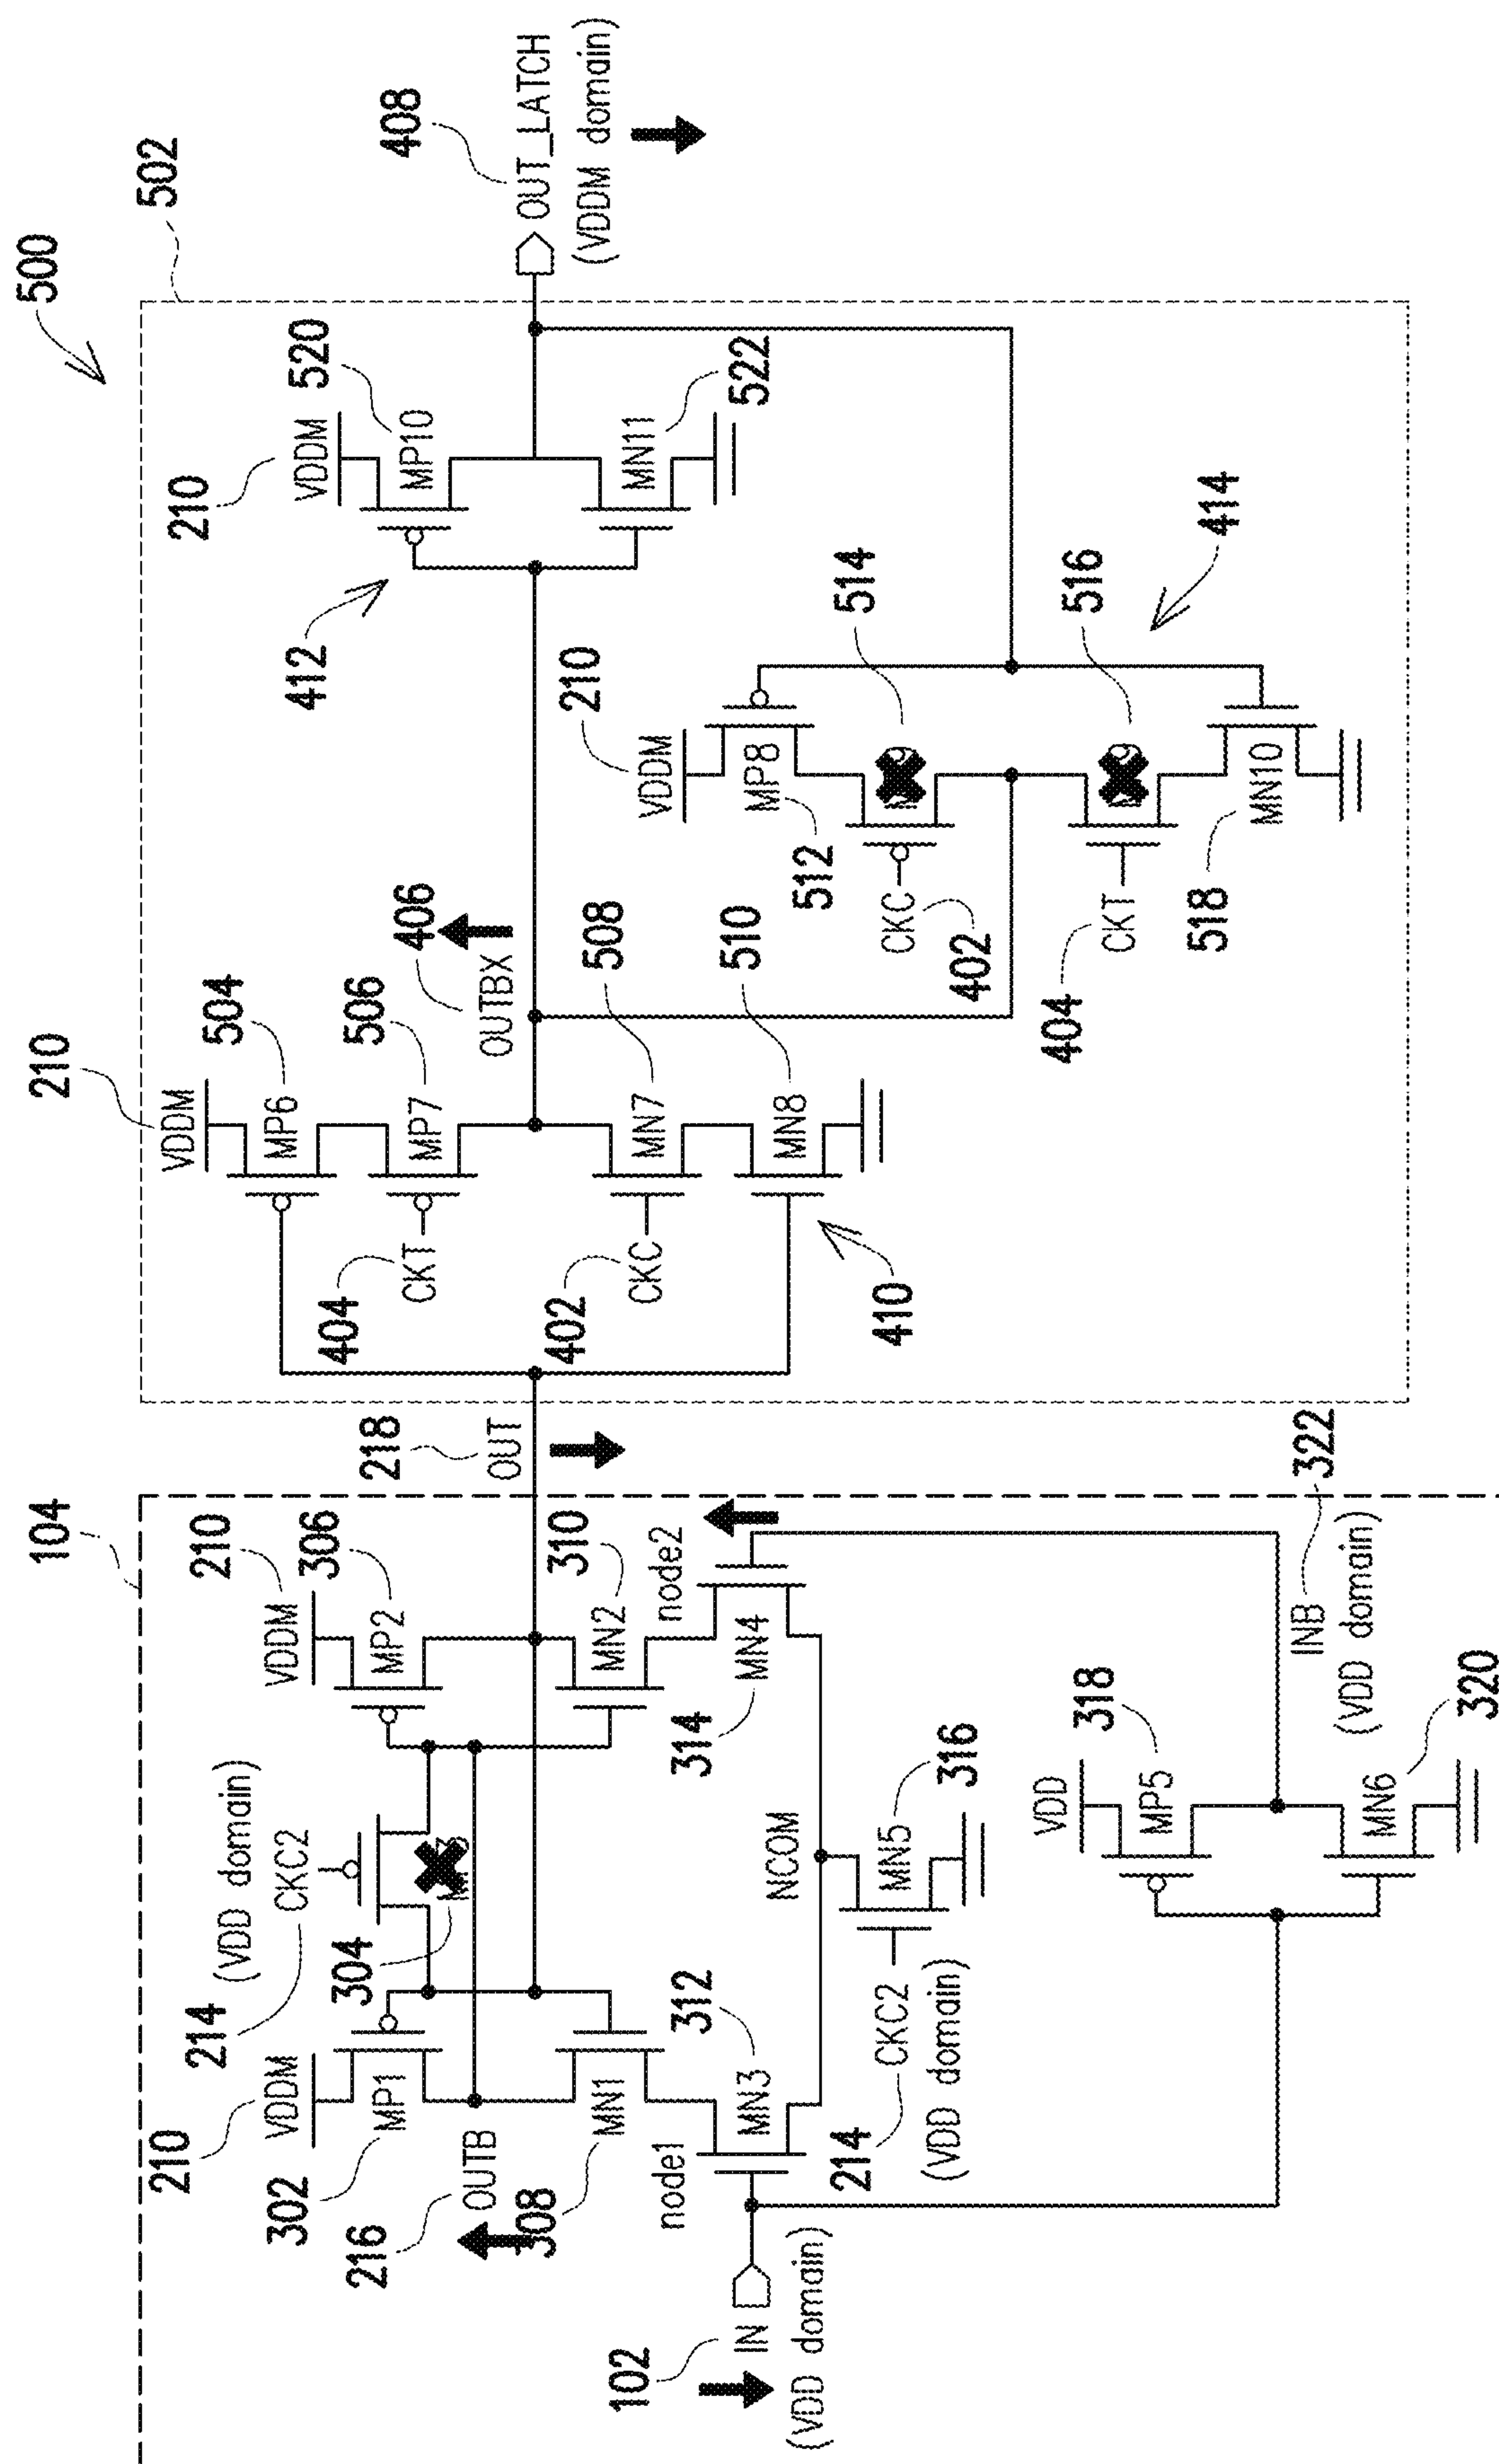 500
502
104
210
VDDM
504
MP6
506
MP7
404
CKT
406
OUTBX
402
CKC
508
MN7
510
MN8
410
210
VDDM
520
MP10
412
522
MN11
408
OUT_LATCH
(VDDM domain)
210
VDDM
512
MP8
514
CKC
402
516
CKT
404
518
MN10
414
218
OUT
210
VDDM
302
MP1
214
CKC2
(VDD domain)
304
210
VDDM
306
MP2
216
OUTB
308
MN1
310
MN2
node1
312
MN3
node2
314
MN4
NCOM
214
CKC2
(VDD domain)
316
MN5
102
IN
(VDD domain)
VDD
318
MP5
320
MN6
322
INB
(VDD domain)